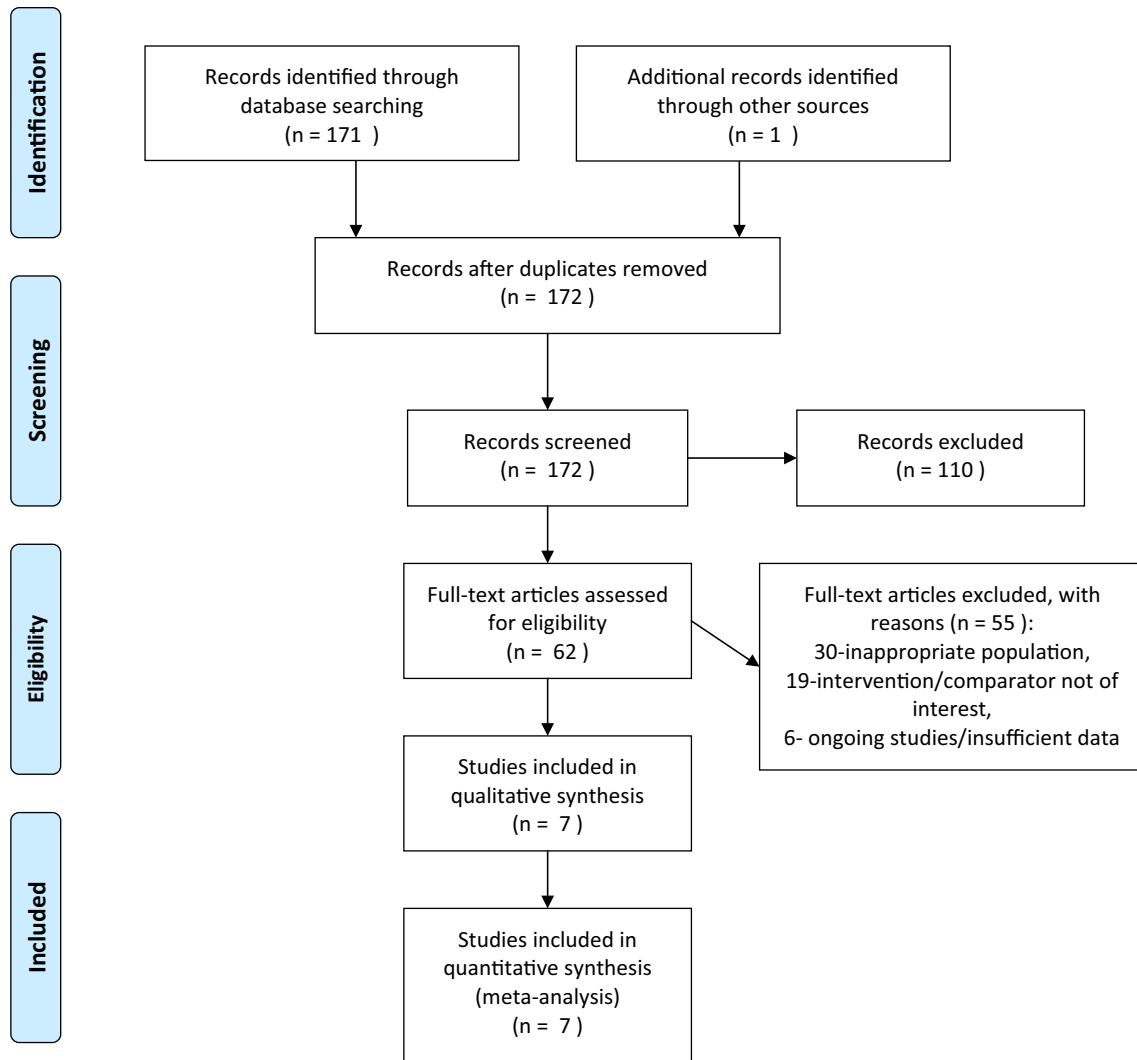 Identification
Records identified through
database searching
(n = 171 )
Additional records identified
through other sources
(n = 1 )
Records after duplicates removed
(n = 172 )
Screening
Records screened
(n = 172 )
Records excluded
(n = 110 )
Eligibility
Full-text articles assessed
for eligibility
(n = 62 )
Full-text articles excluded, with
reasons (n = 55 ):
30-inappropriate population,
19-intervention/comparator not of
interest,
6- ongoing studies/insufficient data
Studies included in
qualitative synthesis
(n = 7 )
Included
Studies included in
quantitative synthesis
(meta-analysis)
(n = 7 )